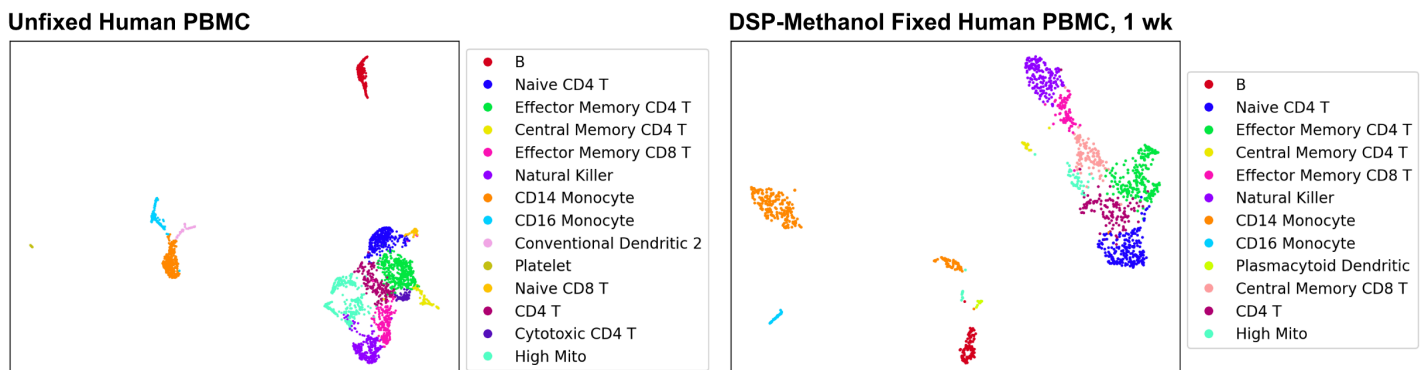 Unfixed Human PBMC
B
Naive CD4 T
Effector Memory CD4 T
Central Memory CD4 T
Effector Memory CD8 T
Natural Killer
CD14 Monocyte
CD16 Monocyte
Conventional Dendritic 2
Platelet
Naive CD8 T
CD4 T
Cytotoxic CD4 T
High Mito
DSP-Methanol Fixed Human PBMC, 1 wk
B
Naive CD4 T
Effector Memory CD4 T
Central Memory CD4 T
Effector Memory CD8 T
Natural Killer
CD14 Monocyte
CD16 Monocyte
Plasmacytoid Dendritic
Central Memory CD8 T
CD4 T
High Mito